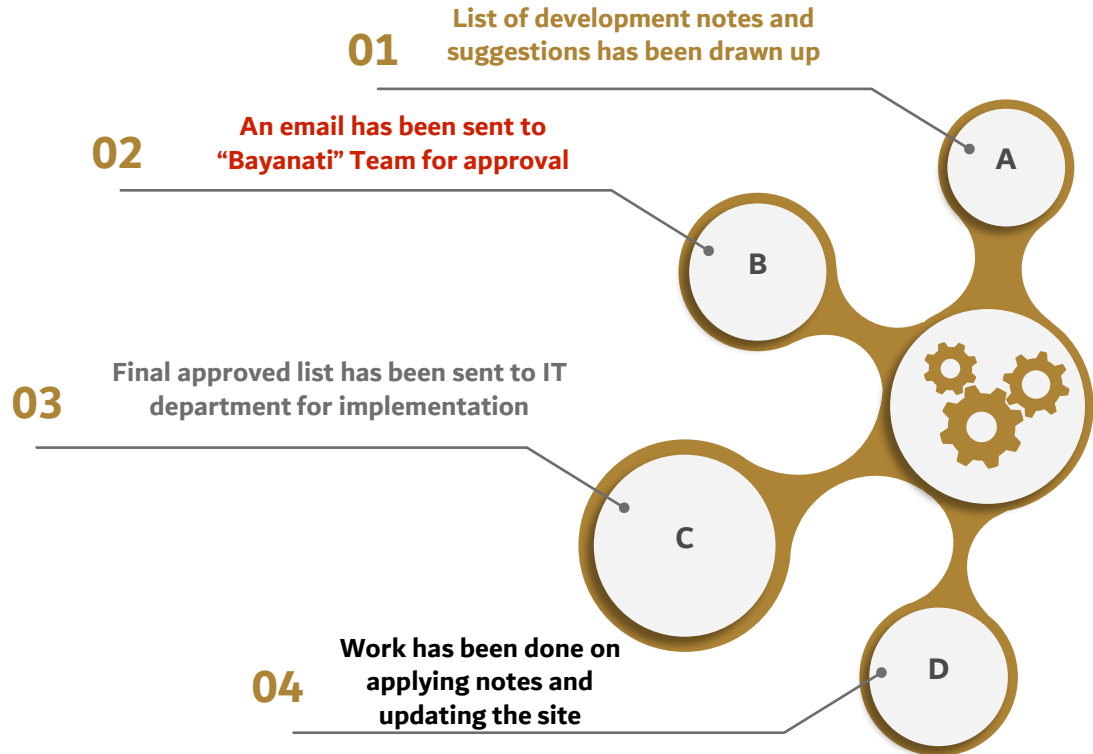 01
List of development notes and
suggestions has been drawn up
A
02
An email has been sent to
“Bayanati” Team for approval
B
03
Final approved list has been sent to IT
department for implementation
C
04
Work has been done on
applying notes and
updating the site
D